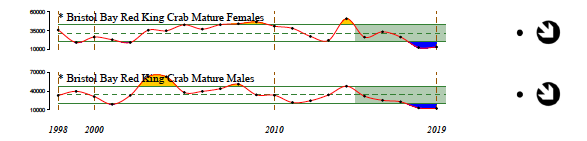 60000
* Bristol Bay Red King Crab Mature Females
35000
10000
70000
* Bristol Bay Red King Crab Mature Males
40000
10000
1998 2000 2010 2019